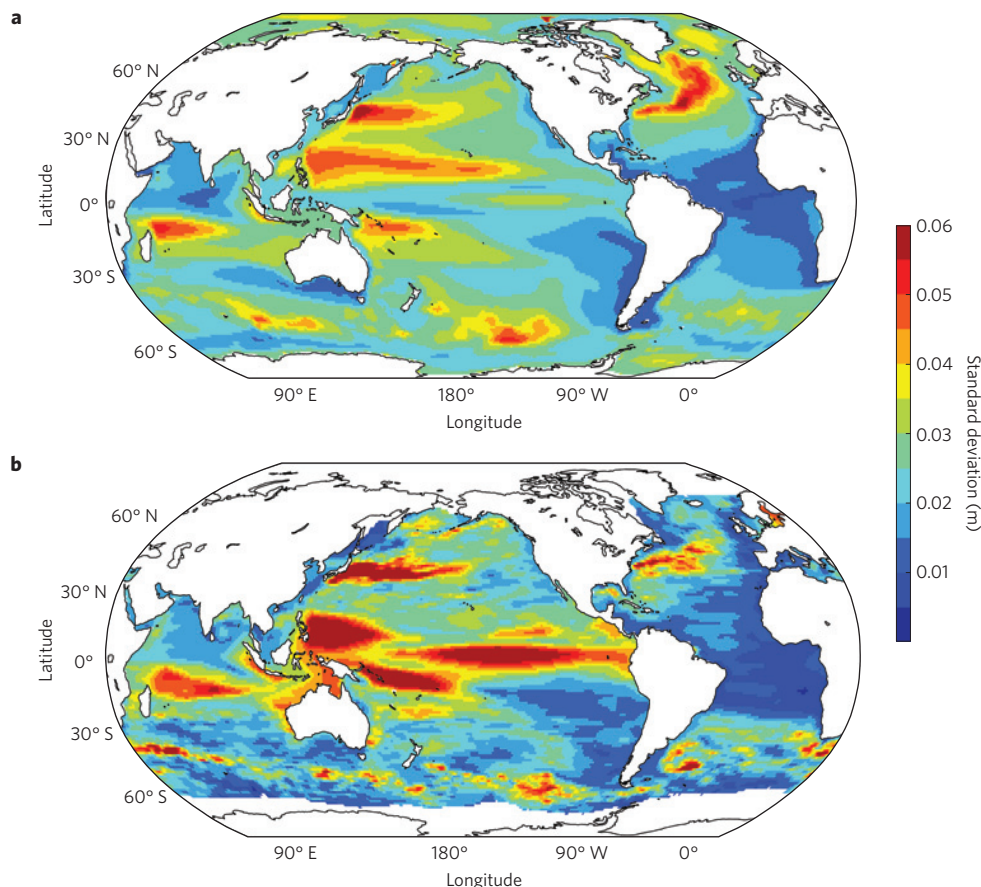 a
60° N
30° N
0°
30° S
60° S
Latitude
90° E
180°
90° W
0°
Longitude
0.06
0.05
0.04
0.03
0.02
0.01
Standard deviation (m)
b
60° N
30° N
0°
30° S
60° S
Latitude
90° E
180°
90° W
0°
Longitude